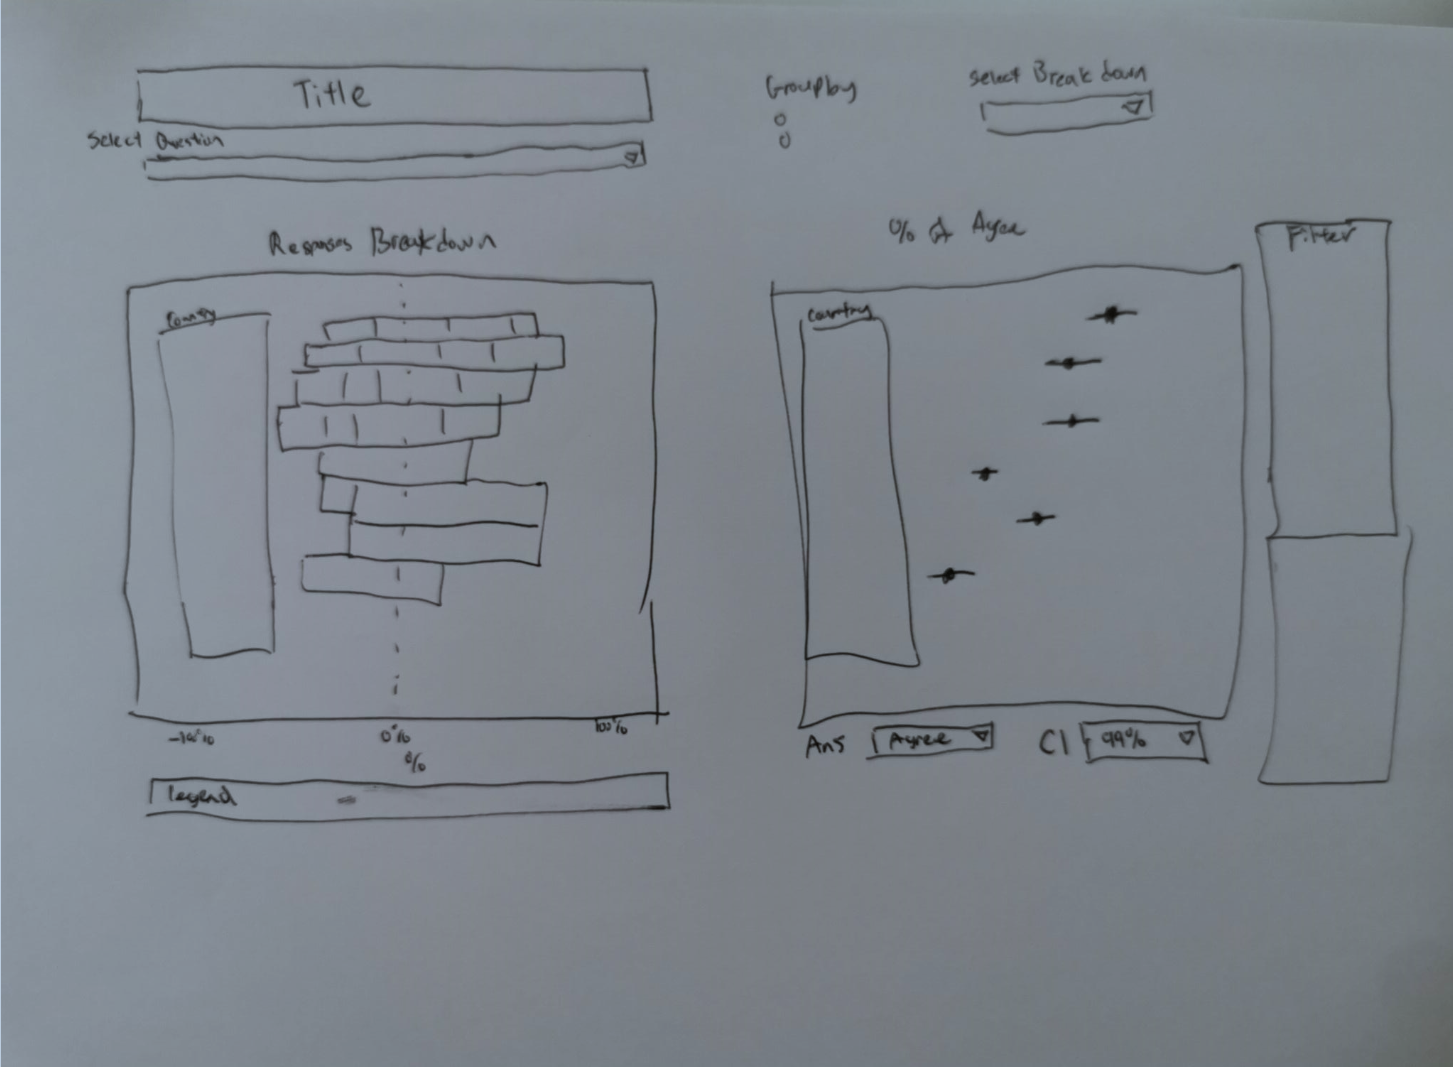 Title
Select Question
Groupby
Select Breakdown
Responses Breakdown
Country
-100%
0%
100%
%
legend
% of Agree
Country
Ans Agree
CI 99%
Filter